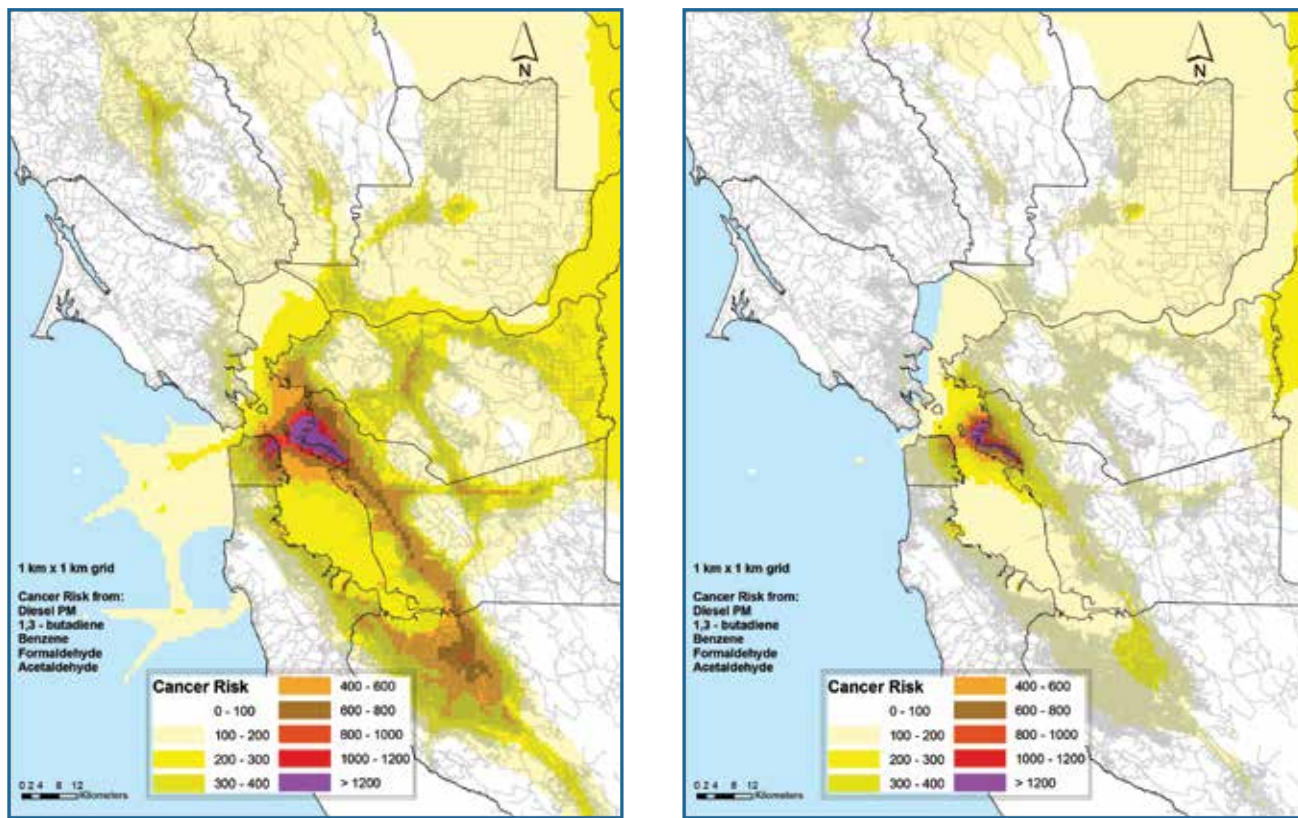 N
1 km x 1 km grid
Cancer Risk from:
Diesel PM
1,3 - butadiene
Benzene
Formaldehyde
Acetaldehyde
Cancer Risk
0 - 100
100 - 200
200 - 300
300 - 400
400 - 600
600 - 800
800 - 1000
1000 - 1200
> 1200
0 2 4 8 12
Kilometers
N
1 km x 1 km grid
Cancer Risk from:
Diesel PM
1,3 - butadiene
Benzene
Formaldehyde
Acetaldehyde
Cancer Risk
0 - 100
100 - 200
200 - 300
300 - 400
400 - 600
600 - 800
800 - 1000
1000 - 1200
> 1200
0 2 4 8 12
Kilometers